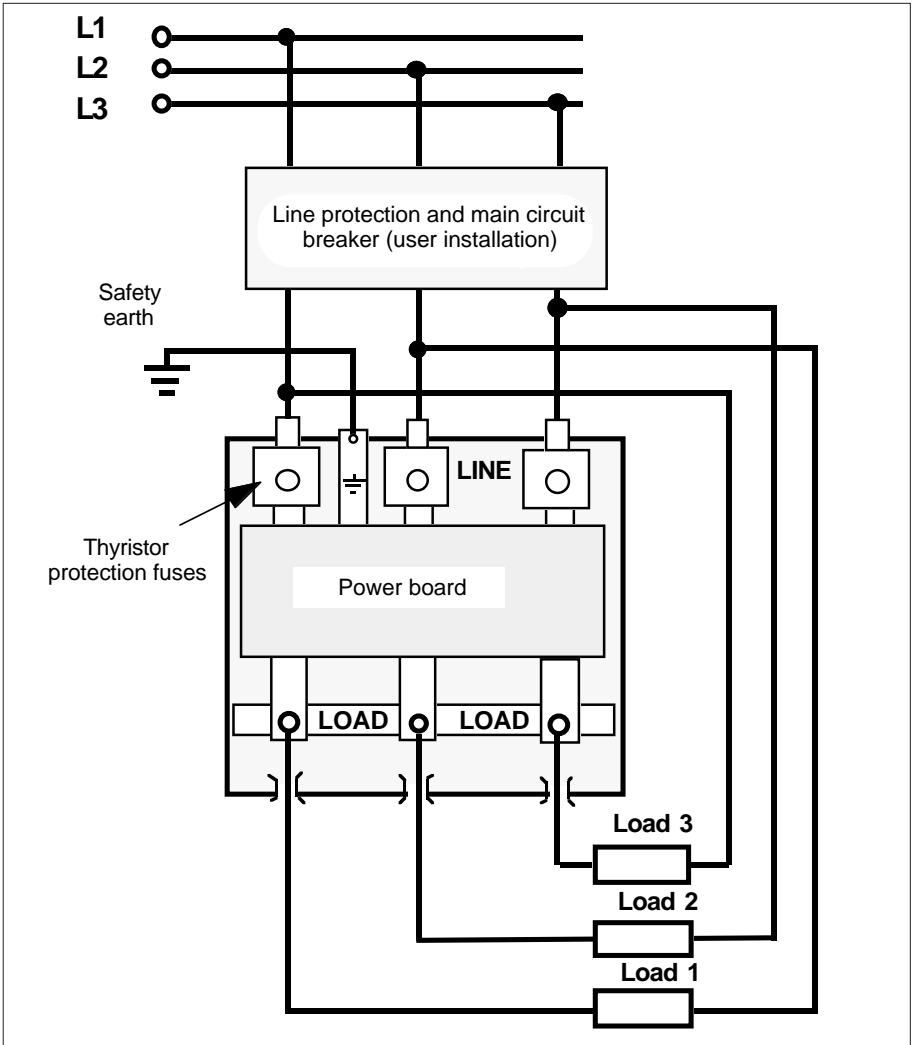 L1
L2
L3
Line protection and main circuit
breaker (user installation)
Safety
earth
LINE
Thyristor
protection fuses
Power board
LOAD LOAD
Load 3
Load 2
Load 1